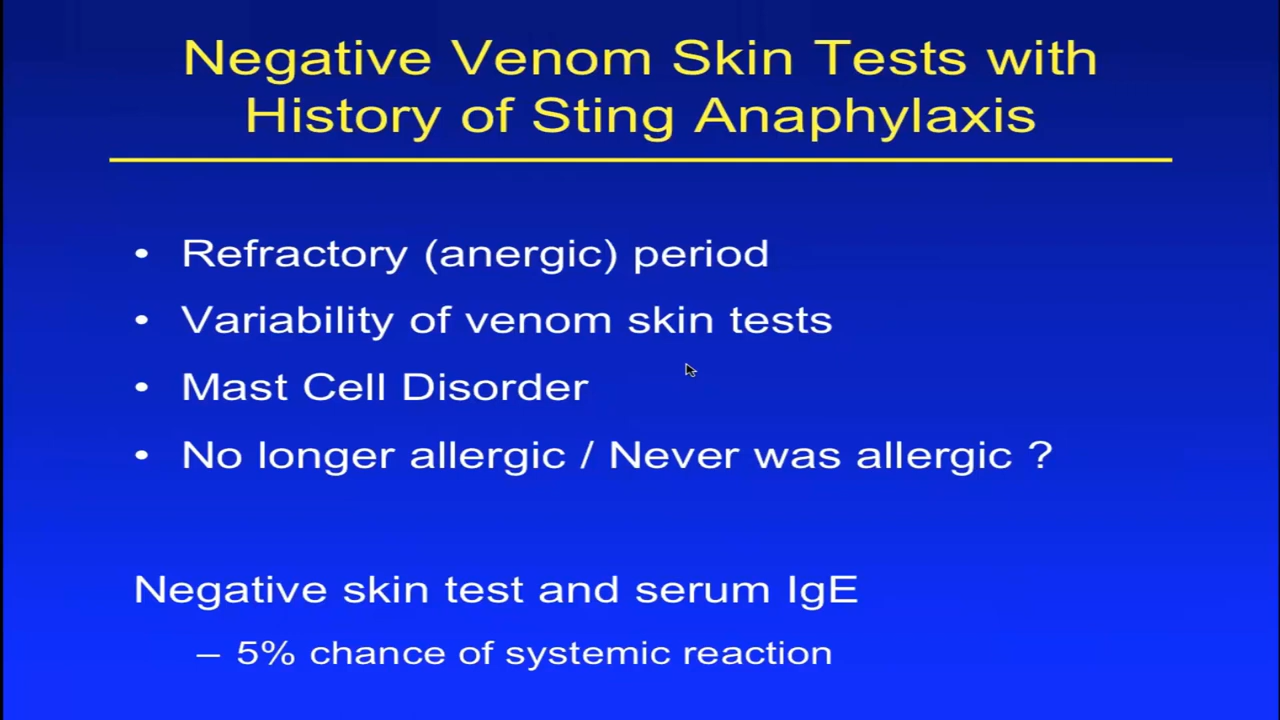 Negative Venom Skin Tests with
History of Sting Anaphylaxis
• Refractory (anergic) period
• Variability of venom skin tests
• Mast Cell Disorder
• No longer allergic / Never was allergic ?
Negative skin test and serum IgE
– 5% chance of systemic reaction